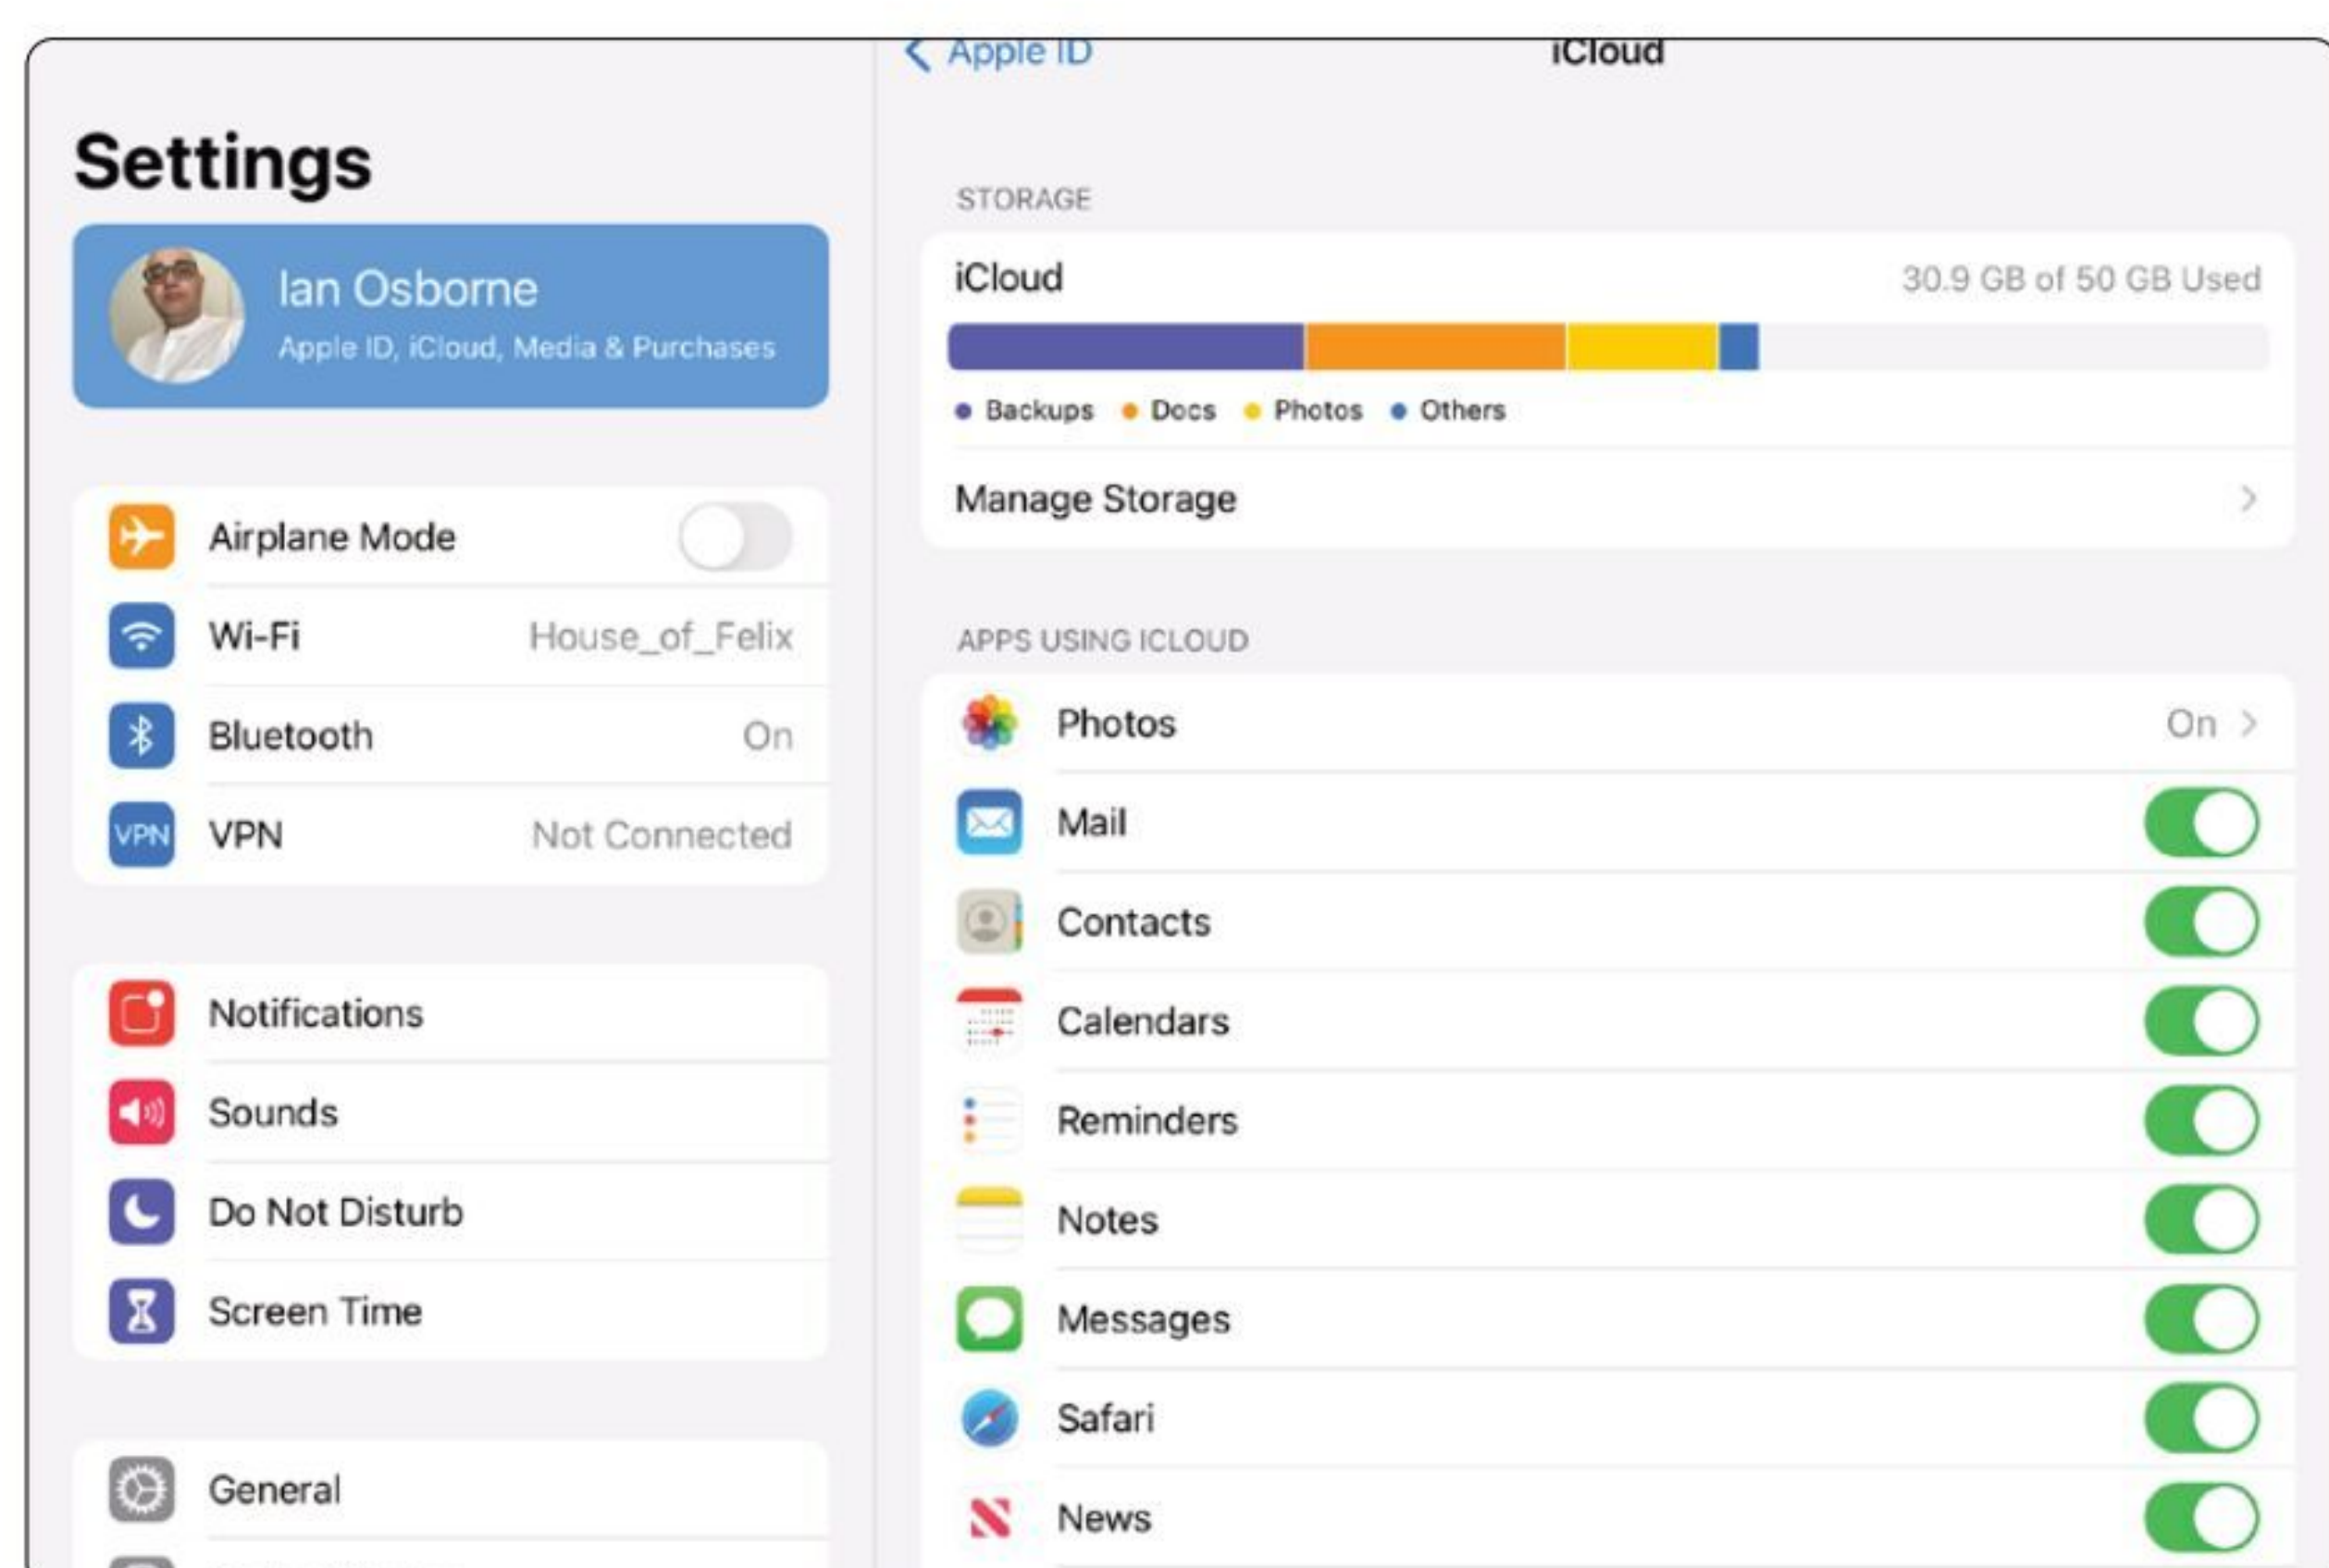 Settings
Ian Osborne
Apple ID, iCloud, Media & Purchases
Airplane Mode
Wi-Fi House_of_Felix
Bluetooth On
VPN VPN Not Connected
Notifications
Sounds
Do Not Disturb
Screen Time
General
Apple ID iCloud
STORAGE
iCloud 30.9 GB of 50 GB Used
Backups Docs Photos Others
Manage Storage
APPS USING ICLOUD
Photos On
Mail
Contacts
Calendars
Reminders
Notes
Messages
Safari
News